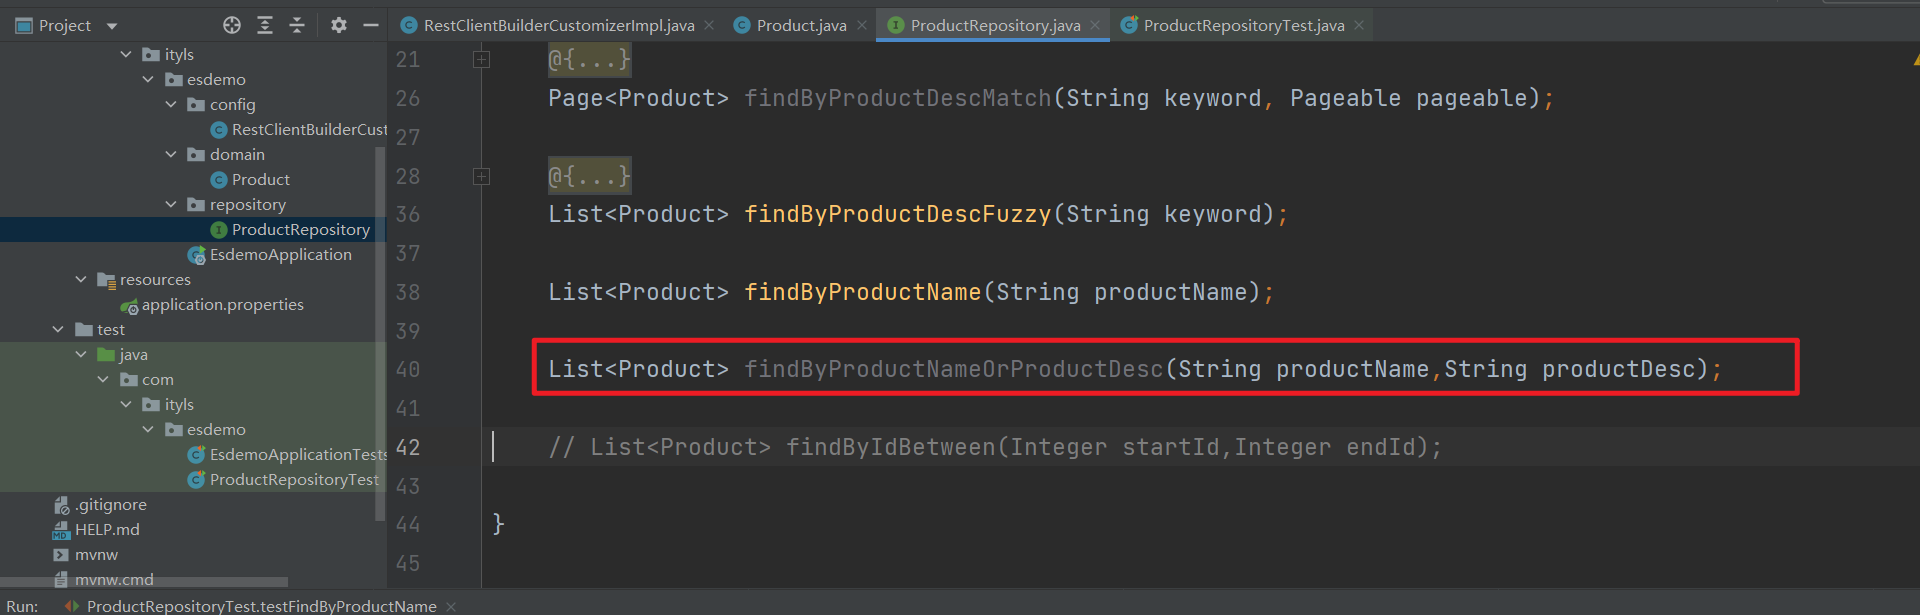 Project
RestClientBuilderCustomizerImpl.java
Product.java
ProductRepository.java
ProductRepositoryTest.java
ityls
esdemo
config
RestClientBuilderCust
domain
Product
repository
ProductRepository
EsdemoApplication
resources
application.properties
test
java
com
ityls
esdemo
EsdemoApplicationTests
ProductRepositoryTest
.gitignore
HELP.md
mvnw
mvnw.cmd
21 @{...}
26 Page<Product> findByProductDescMatch(String keyword, Pageable pageable);
27
28 @{...}
36 List<Product> findByProductDescFuzzy(String keyword);
37
38 List<Product> findByProductName(String productName);
39
40 List<Product> findByProductNameOrProductDesc(String productName,String productDesc);
41
42 // List<Product> findByIdBetween(Integer startId,Integer endId);
43
44 }
45
Run: ProductRepositoryTest.testFindByProductName